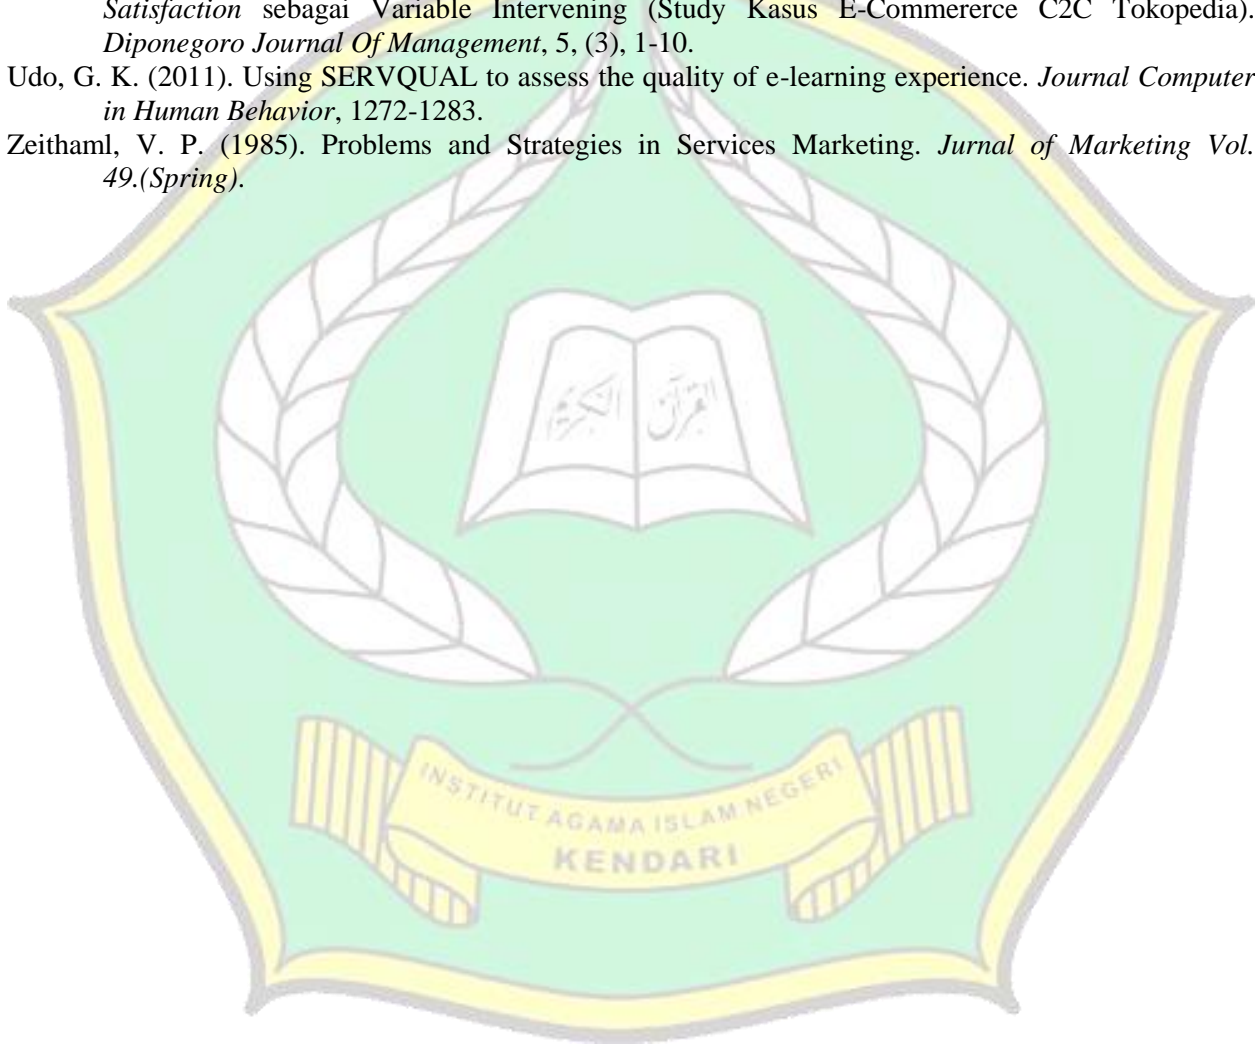 Satisfaction sebagai Variable Intervening (Study Kasus E-Commererce C2C Tokopedia).
Diponegoro Journal Of Management, 5, (3), 1-10.
Udo, G. K. (2011). Using SERVQUAL to assess the quality of e-learning experience. Journal Computer
in Human Behavior, 1272-1283.
Zeithaml, V. P. (1985). Problems and Strategies in Services Marketing. Jurnal of Marketing Vol.
49.(Spring).
القرآن الكريم
INSTITUT AGAMA ISLAM NEGERI
KENDARI